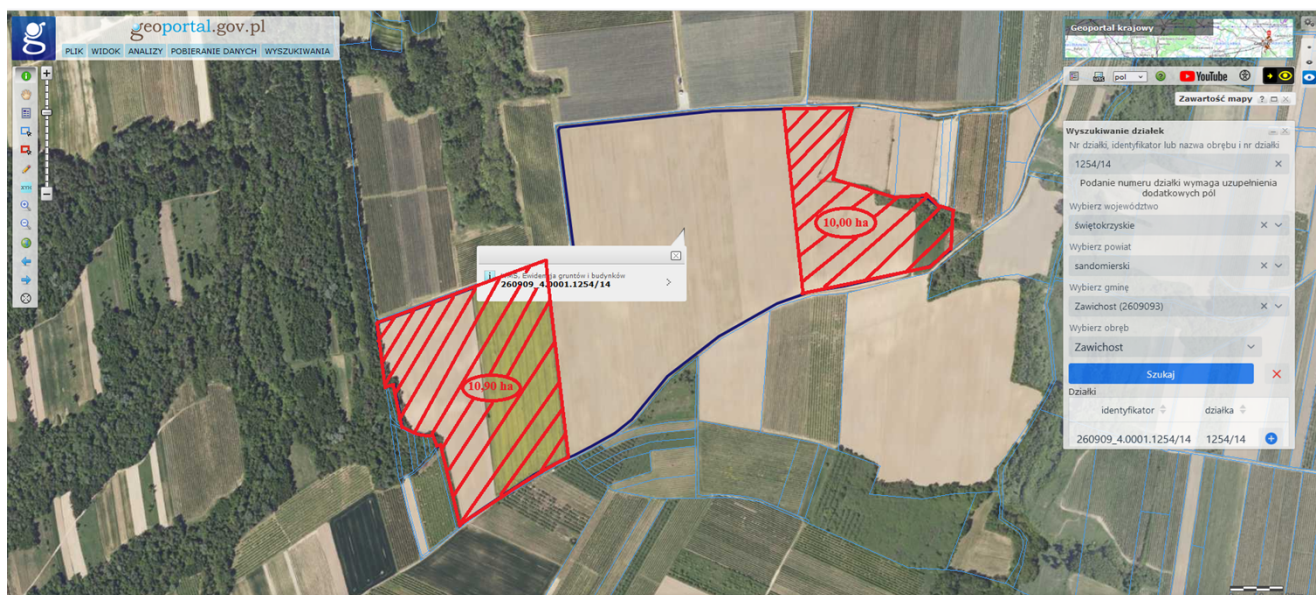 geoportal.gov.pl
PLIK WIDOK ANALIZY POBIERANIE DANYCH WYSZUKIWANIA
Geoportal krajowy
pol
YouTube
Zawartość mapy
Wyszukiwanie działek
Nr działki, identyfikator lub nazwa obrębu i nr działki
1254/14
Podanie numeru działki wymaga uzupełnienia
dodatkowych pól
Wybierz województwo
świętokrzyskie
Wybierz powiat
sandomierski
Wybierz gminę
Zawichost (2609093)
Wybierz obręb
Zawichost
Szukaj
Działki
identyfikator działka
260909_4.0001.1254/14 1254/14
10,00 ha
Ewidencja gruntów i budynków
260909_4.0001.1254/14
10,90 ha